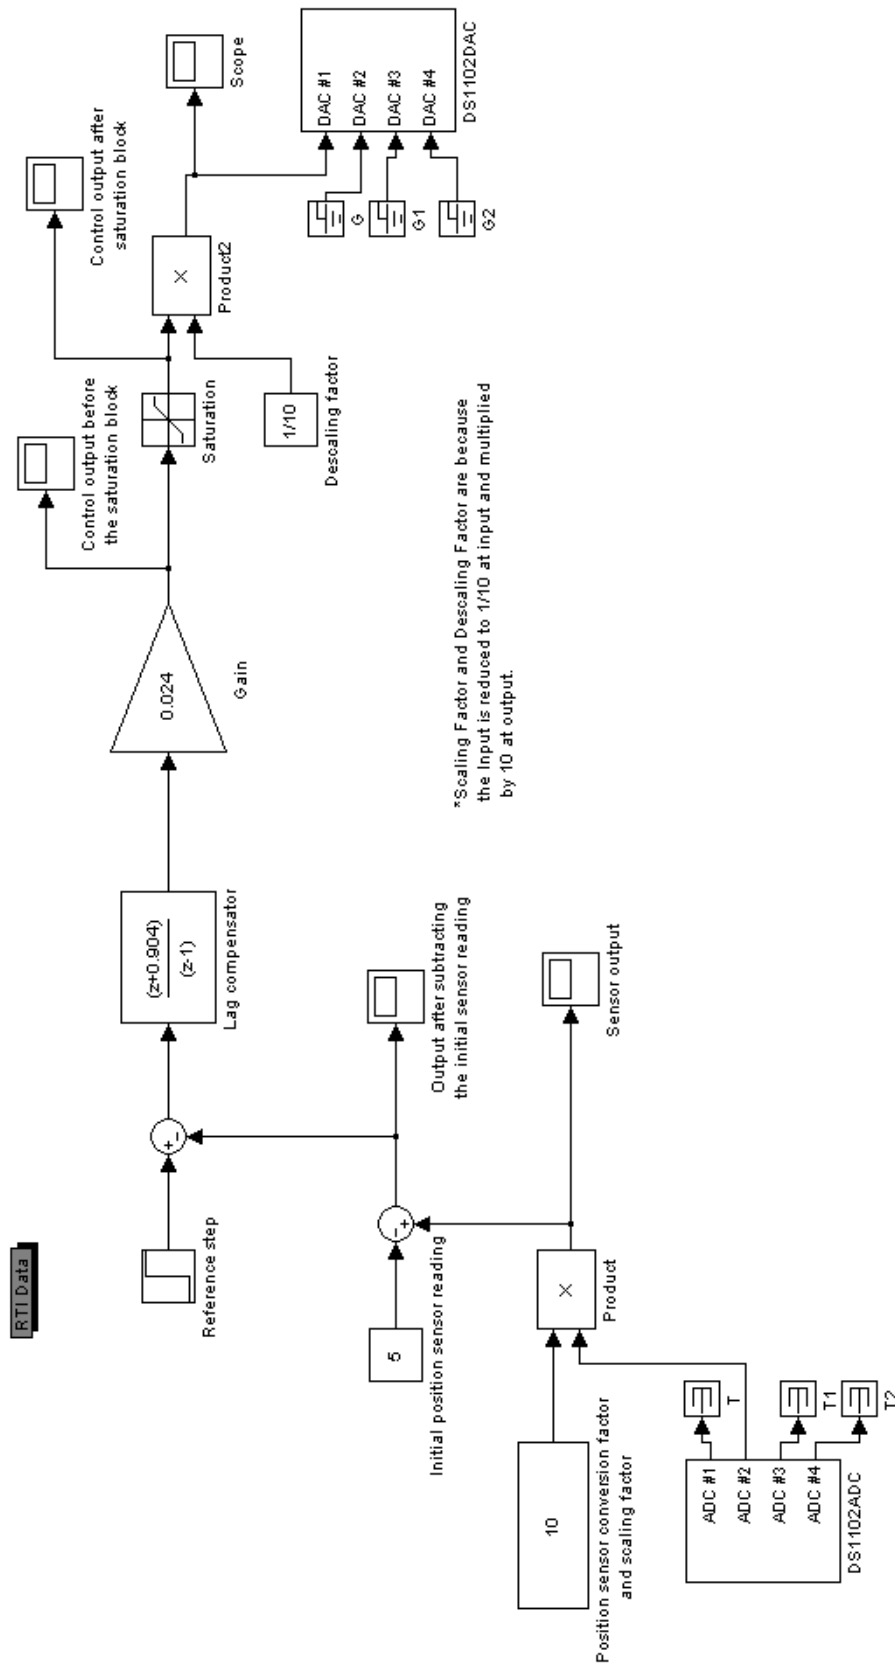 RTI Data
Reference step
+
-
(z+0.904)
(z-1)
Lag compensator
0.024
Gain
Control output before
the saturation block
Saturation
Control output after
saturation block
1/10
Descaling factor
×
Product2
Scope
DAC #1
DAC #2
DAC #3
DAC #4
DS1102DAC
G
G1
G2
5
Initial position sensor reading
-
+
Output after subtracting
the initial sensor reading
10
Position sensor conversion factor
and scaling factor
×
Product
Sensor output
ADC #1
ADC #2
ADC #3
ADC #4
DS1102ADC
T
T1
T2
*Scaling Factor and Descaling Factor are because
the Input is reduced to 1/10 at input and multiplied
by 10 at output.